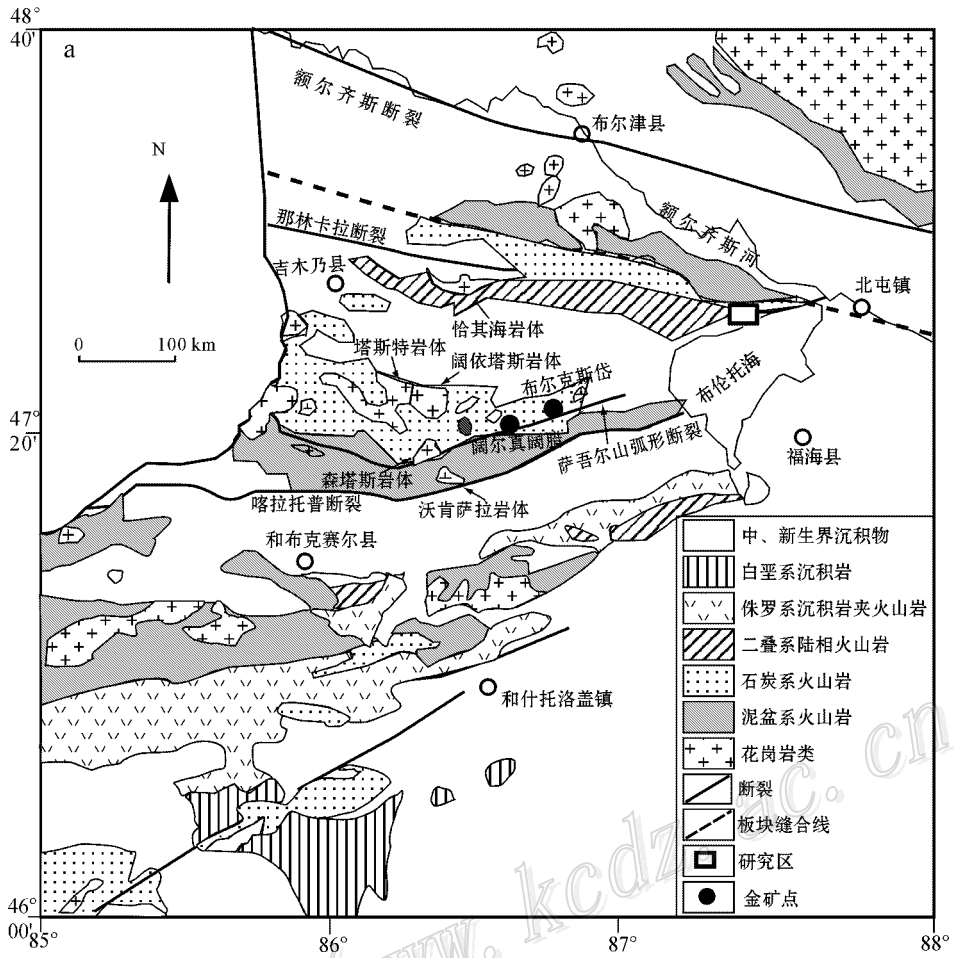 48°
40′
a
额尔齐斯断裂
布尔津县
N
那林卡拉断裂
额尔齐斯河
吉木乃县
北屯镇
恰其海岩体
0 100 km
塔斯特岩体
阔依塔斯岩体
布尔克斯岱
布伦托海
47°
20′
阔尔真阔腊
萨吾尔山弧形断裂
福海县
森塔斯岩体
喀拉托普断裂
沃肯萨拉岩体
和布克赛尔县
中、新生界沉积物
白垩系沉积岩
侏罗系沉积岩夹火山岩
二叠系陆相火山岩
石炭系火山岩
和什托洛盖镇
泥盆系火山岩
花岗岩类
断裂
板块缝合线
研究区
金矿点
46°
00′
85°
86°
87°
88°
www.kcdz.ac.cn